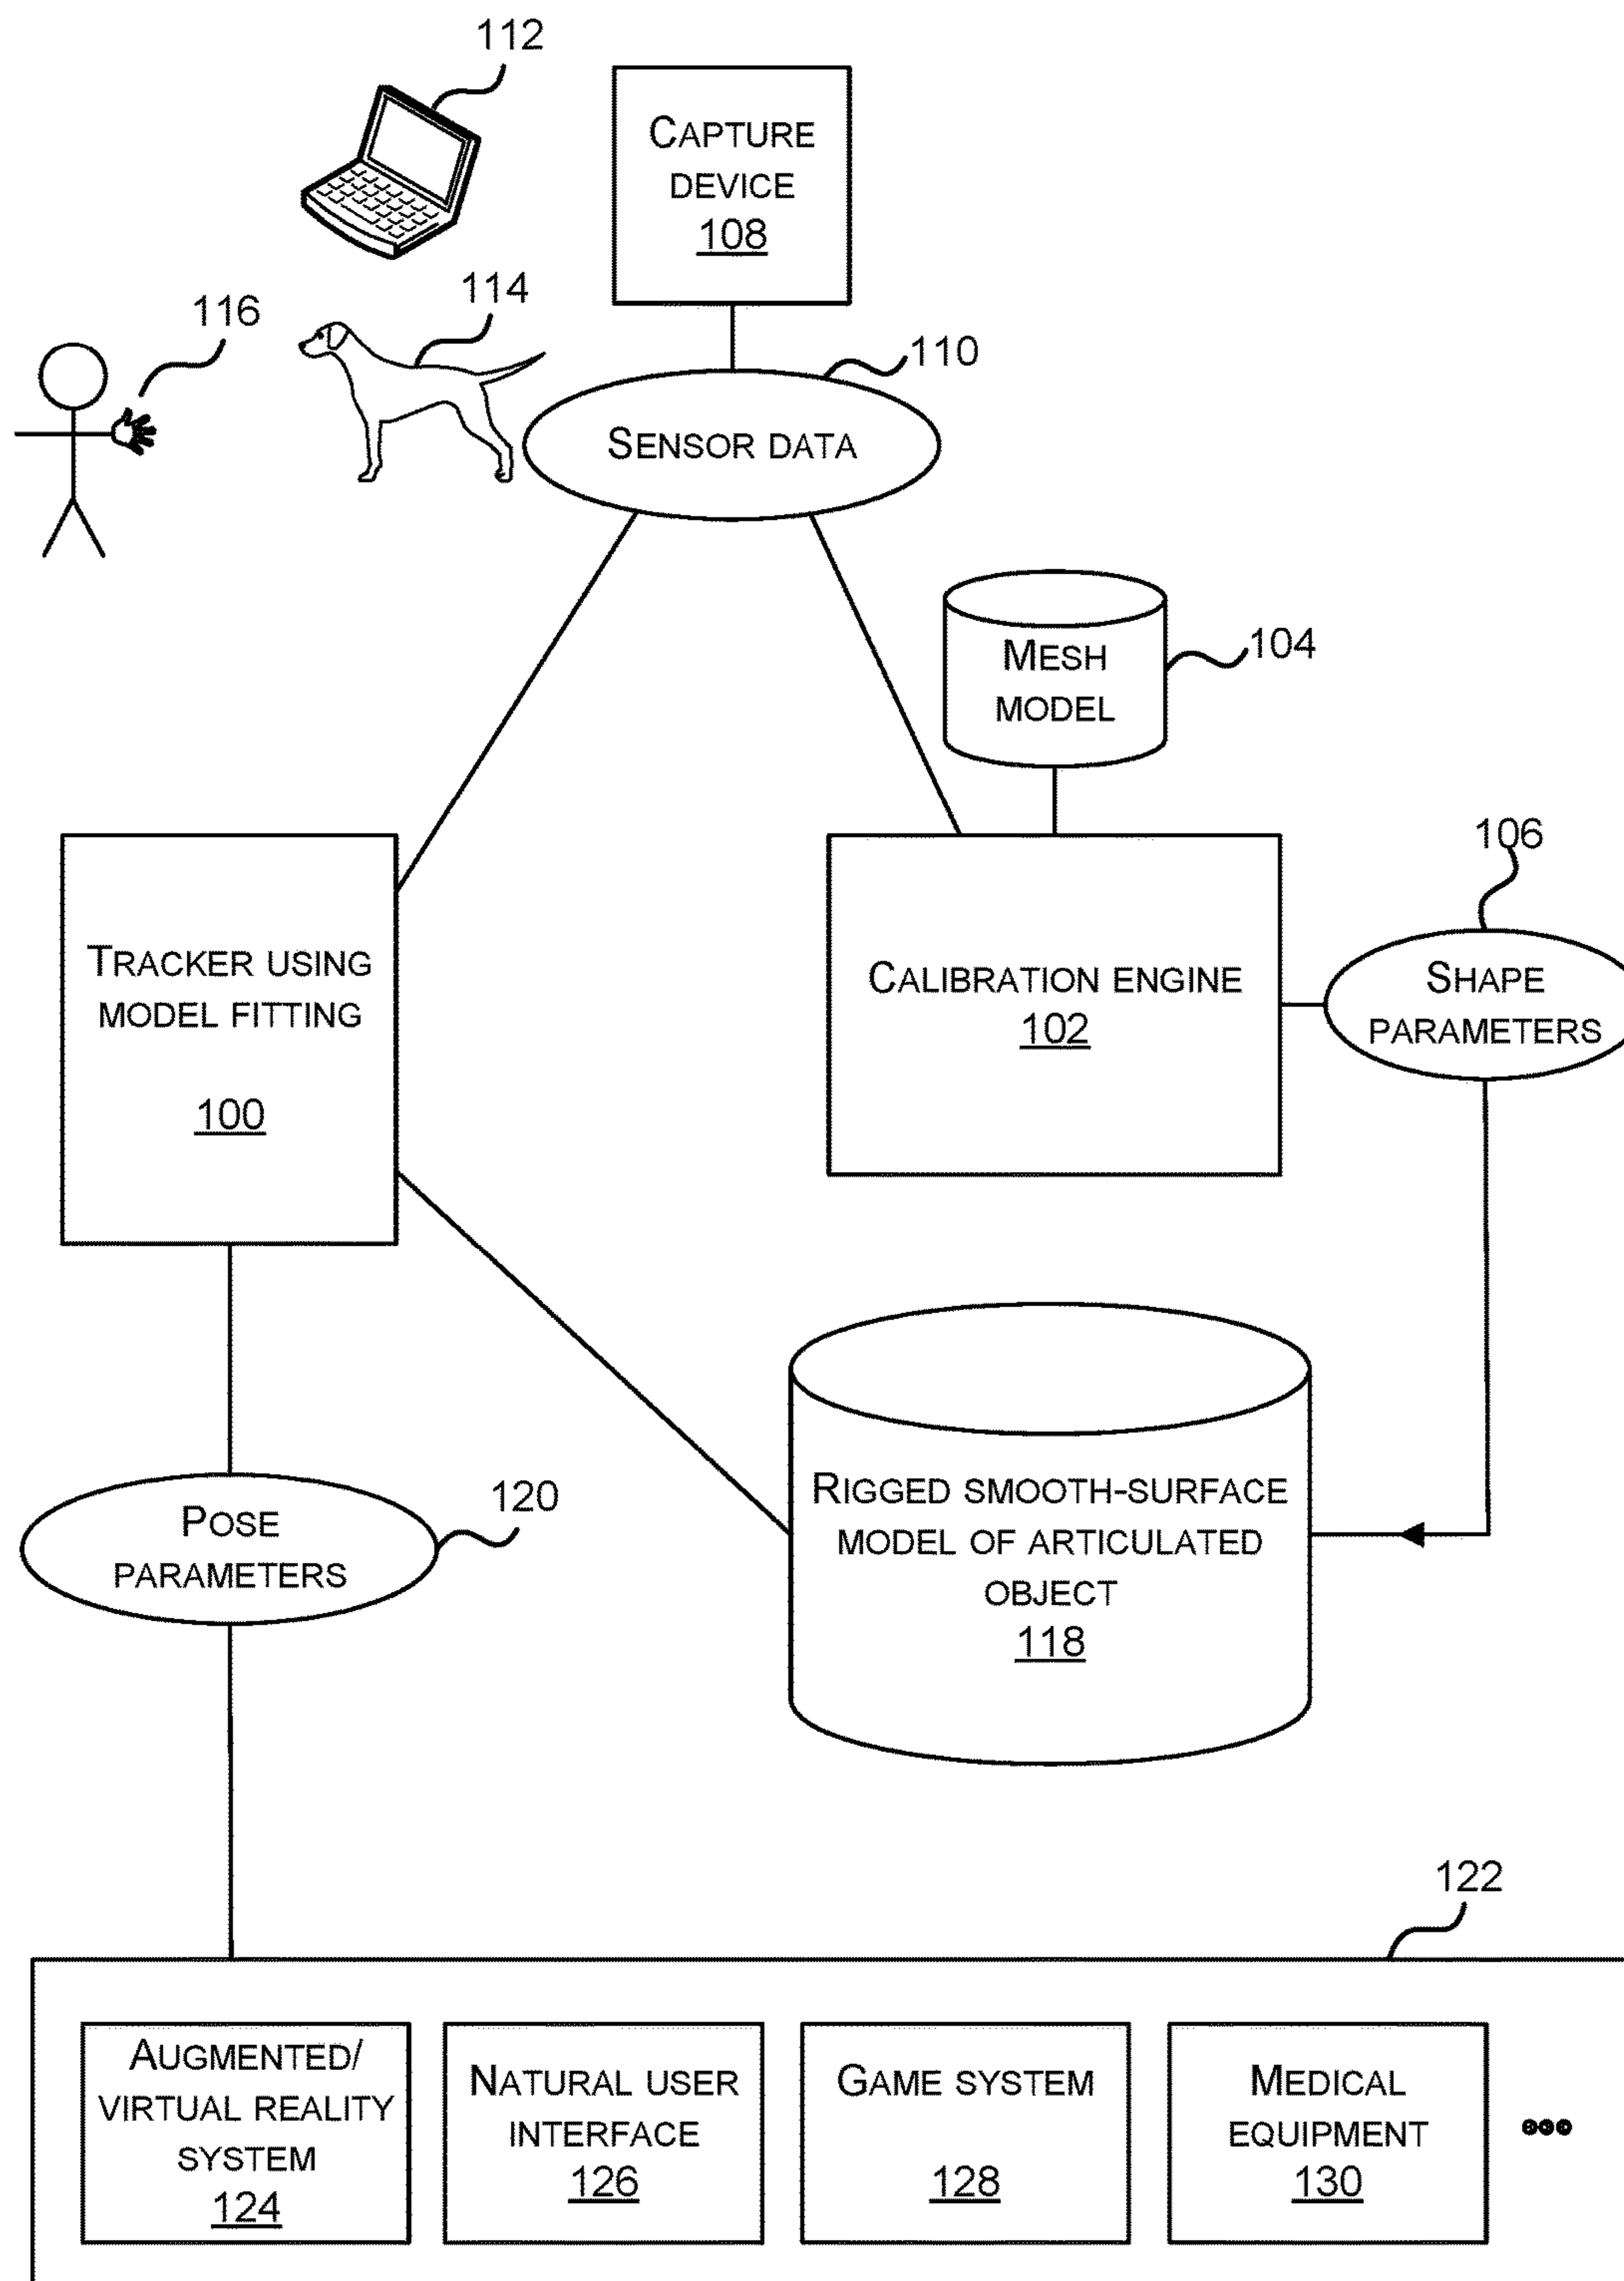 112
CAPTURE
DEVICE
108
114
116
110
SENSOR DATA
MESH
MODEL
104
106
TRACKER USING
MODEL FITTING
100
CALIBRATION ENGINE
102
SHAPE
PARAMETERS
RIGGED SMOOTH-SURFACE
MODEL OF ARTICULATED
OBJECT
118
POSE
PARAMETERS
120
122
AUGMENTED/
VIRTUAL REALITY
SYSTEM
124
NATURAL USER
INTERFACE
126
GAME SYSTEM
128
MEDICAL
EQUIPMENT
130